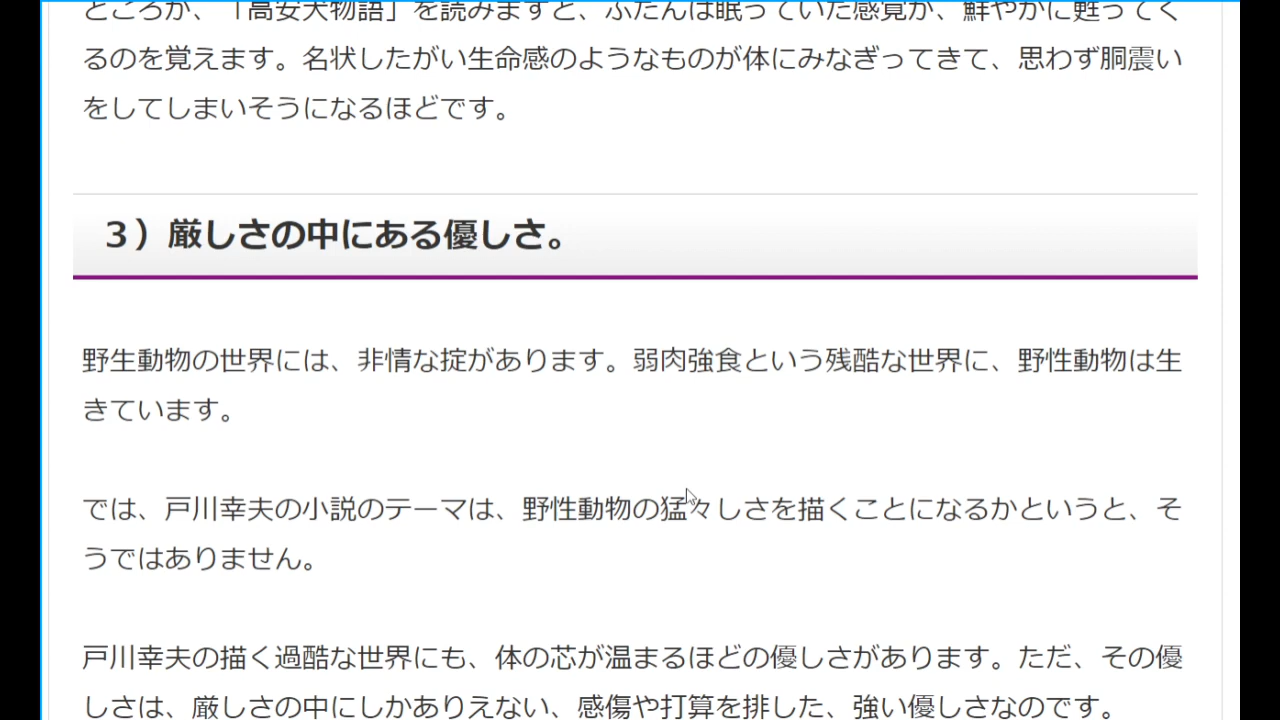 ところが、「高安犬物語」を読みますと、ふだんは眠っていた感覚が、鮮やかに甦ってく
るのを覚えます。名状しがたい生命感のようなものが体にみなぎってきて、思わず胴震い
をしてしまいそうになるほどです。
３）厳しさの中にある優しさ。
野生動物の世界には、非情な掟があります。弱肉強食という残酷な世界に、野性動物は生
きています。
では、戸川幸夫の小説のテーマは、野性動物の猛々しさを描くことになるかというと、そ
うではありません。
戸川幸夫の描く過酷な世界にも、体の芯が温まるほどの優しさがあります。ただ、その優
しさは、厳しさの中にしかありえない、感傷や打算を排した、強い優しさなのです。